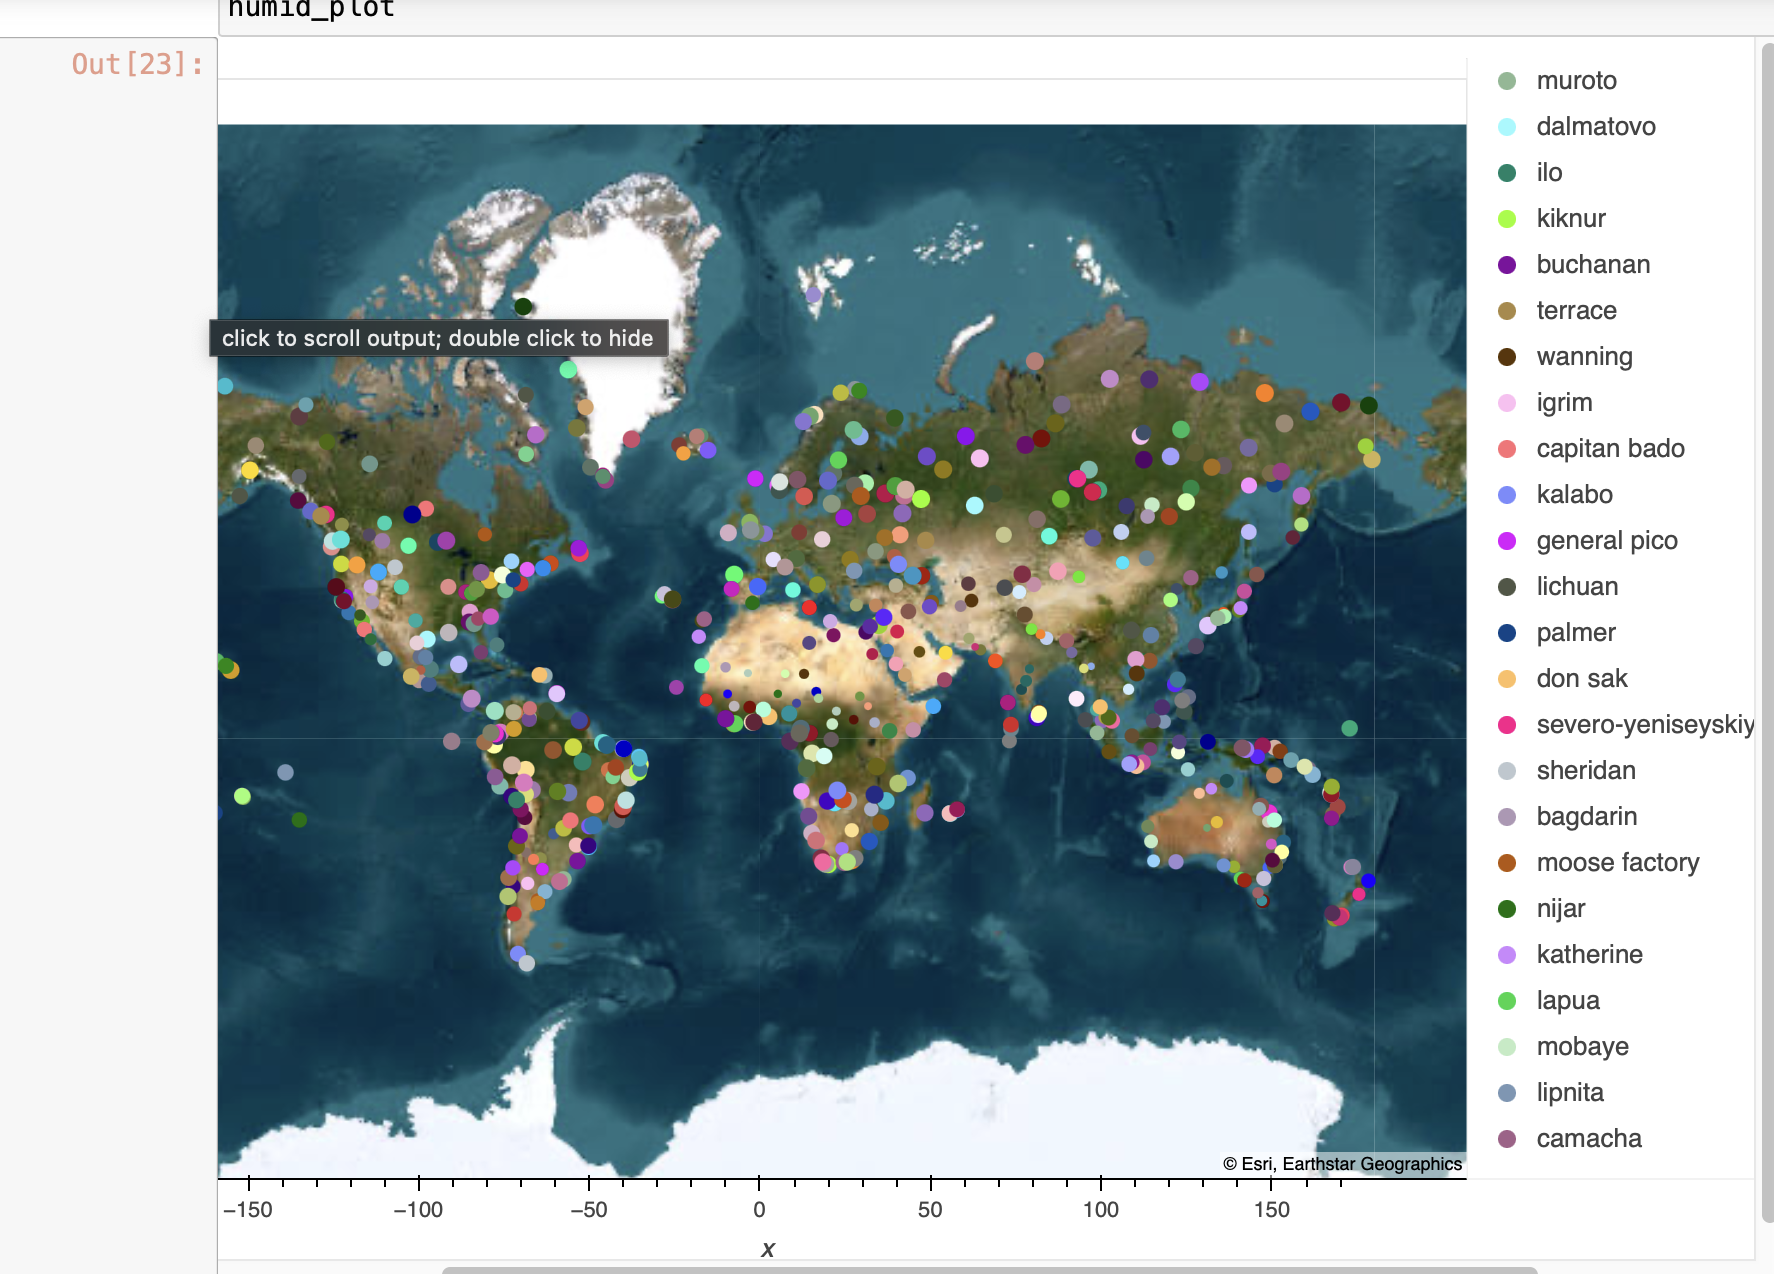 humid_plot
Out[23]:
click to scroll output; double click to hide
muroto
dalmatovo
ilo
kiknur
buchanan
terrace
wanning
igrim
capitan bado
kalabo
general pico
lichuan
palmer
don sak
severo-yeniseyskiy
sheridan
bagdarin
moose factory
nijar
katherine
lapua
mobaye
lipnita
camacha
© Esri, Earthstar Geographics
−150 −100 −50 0 50 100 150
x